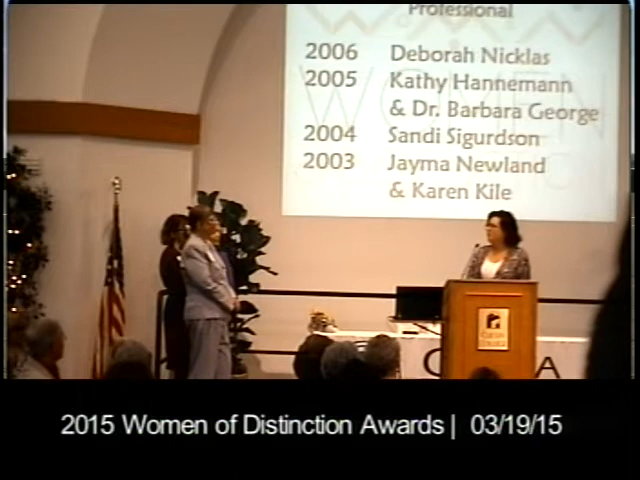 Professional
2006 Deborah Nicklas
2005 Kathy Hannemann
& Dr. Barbara George
2004 Sandi Sigurdson
2003 Jayma Newland
& Karen Kile
2015 Women of Distinction Awards | 03/19/15